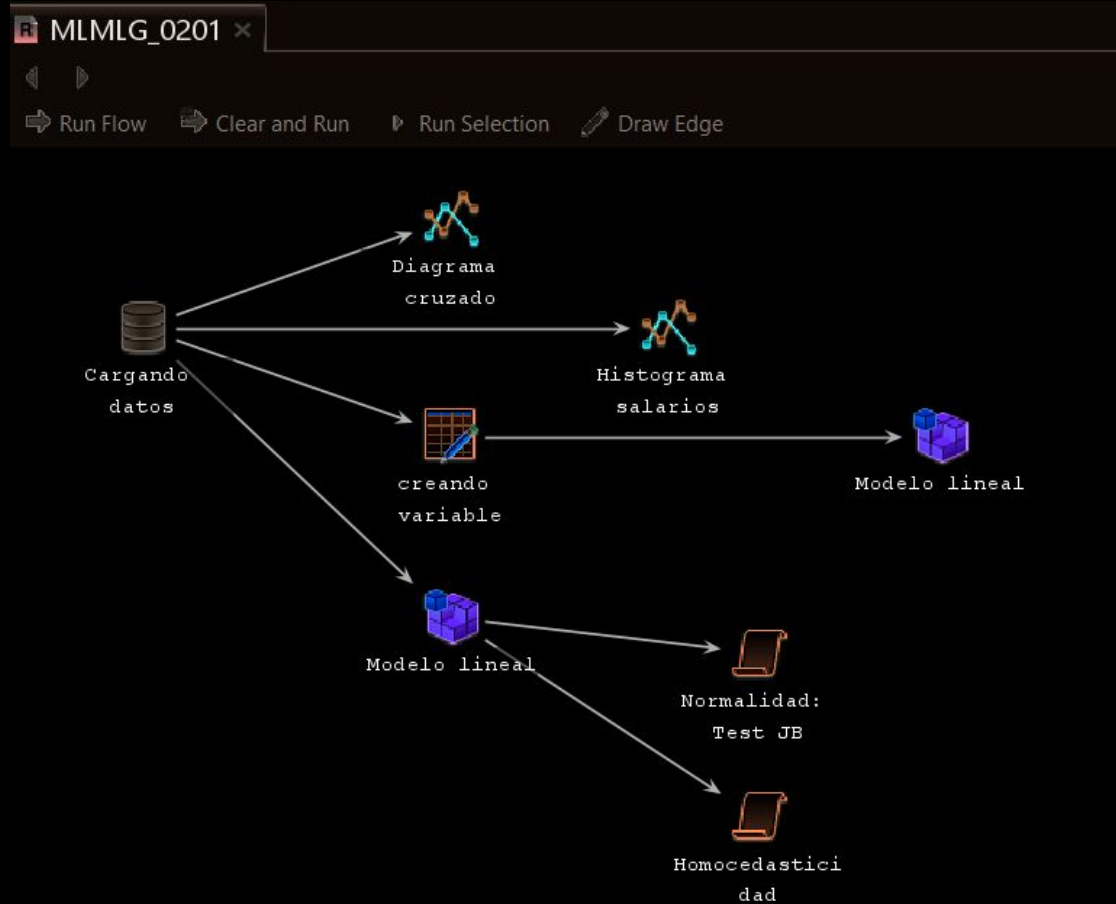 MLMLG_0201
Run Flow Clear and Run Run Selection Draw Edge
Diagrama
cruzado
Cargando
datos
Histograma
salarios
creando
variable
Modelo lineal
Modelo lineal
Normalidad:
Test JB
Homocedastici
dad